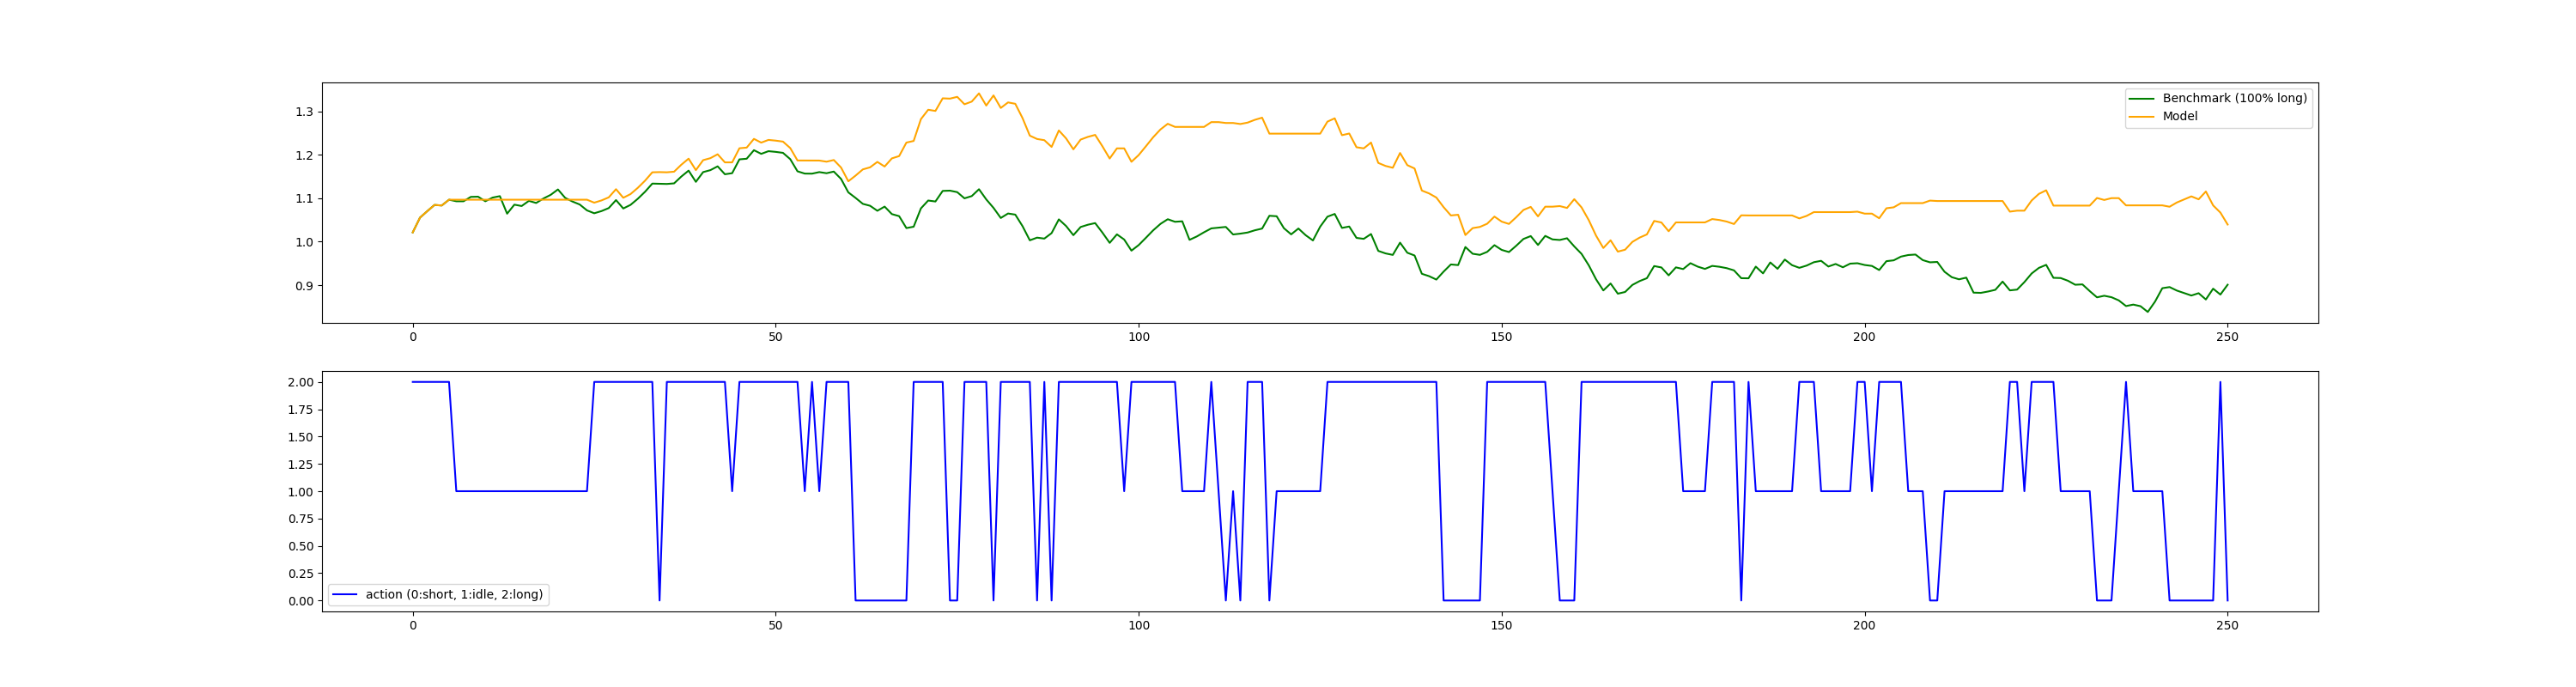 1.3
1.2
1.1
1.0
0.9
Benchmark (100% long)
Model
0 50 100 150 200 250
2.00
1.75
1.50
1.25
1.00
0.75
0.50
0.25
0.00
action (0:short, 1:idle, 2:long)
0 50 100 150 200 250